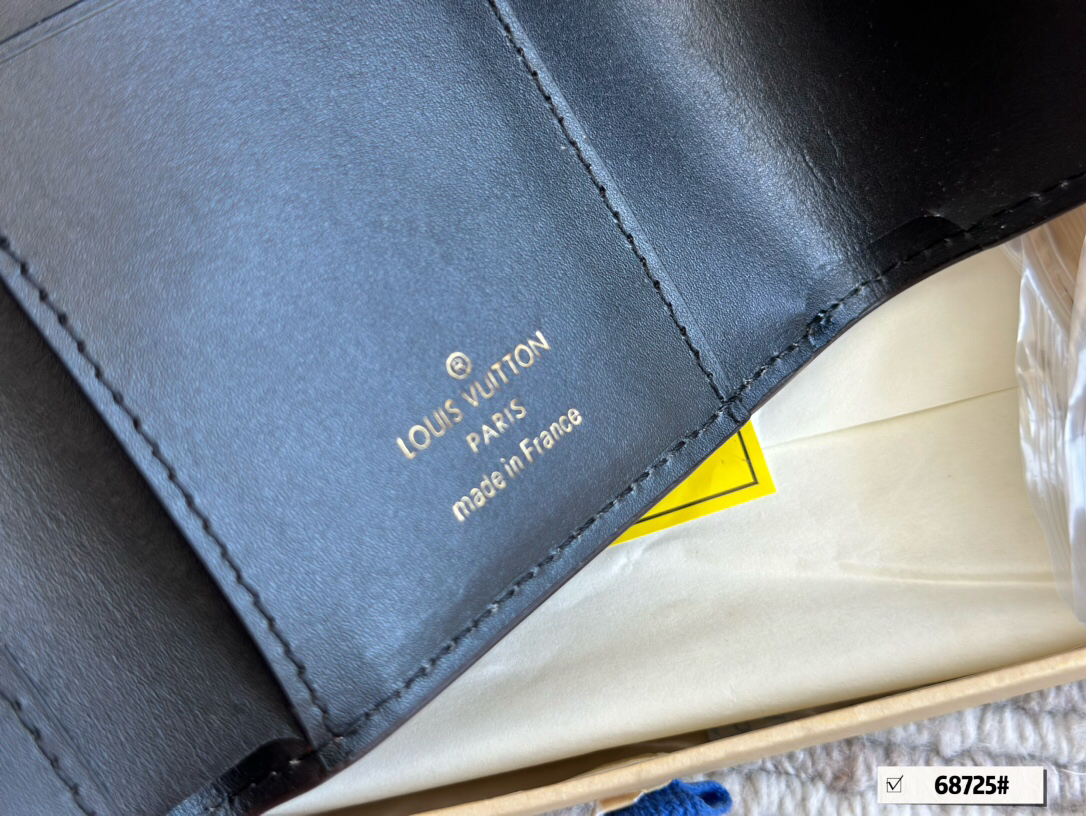 ®
LOUIS VUITTON
PARIS
made in France
68725#